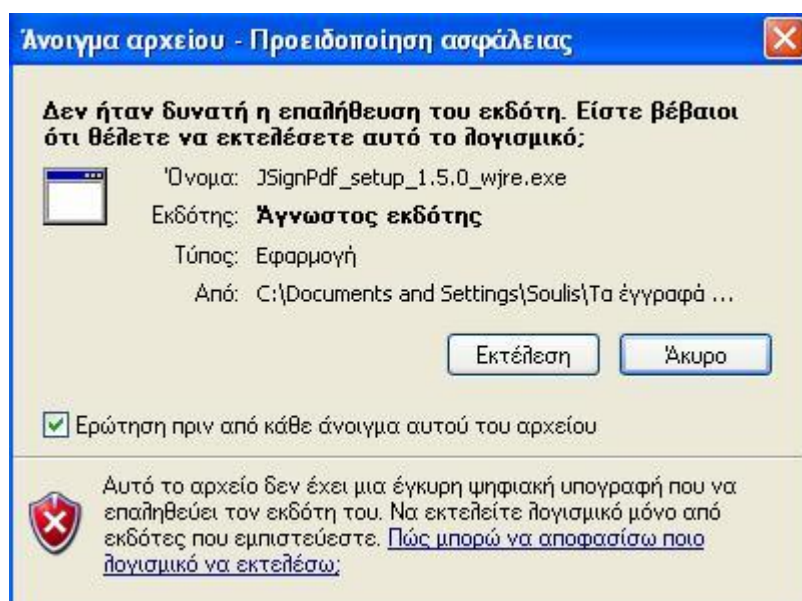 Άνοιγμα αρχείου - Προειδοποίηση ασφάλειας
Δεν ήταν δυνατή η επαλήθευση του εκδότη. Είστε βέβαιοι
ότι θέλετε να εκτελέσετε αυτό το λογισμικό;
Όνομα: JSignPdf_setup_1.5.0_wjre.exe
Εκδότης: Άγνωστος εκδότης
Τύπος: Εφαρμογή
Από: C:\Documents and Settings\Soulis\Τα έγγραφά ...
Εκτέλεση Άκυρο
Ερώτηση πριν από κάθε άνοιγμα αυτού του αρχείου
Αυτό το αρχείο δεν έχει μια έγκυρη ψηφιακή υπογραφή που να
επαληθεύει τον εκδότη του. Να εκτελείτε λογισμικό μόνο από
εκδότες που εμπιστεύεστε. Πώς μπορώ να αποφασίσω ποιο
λογισμικό να εκτελέσω;